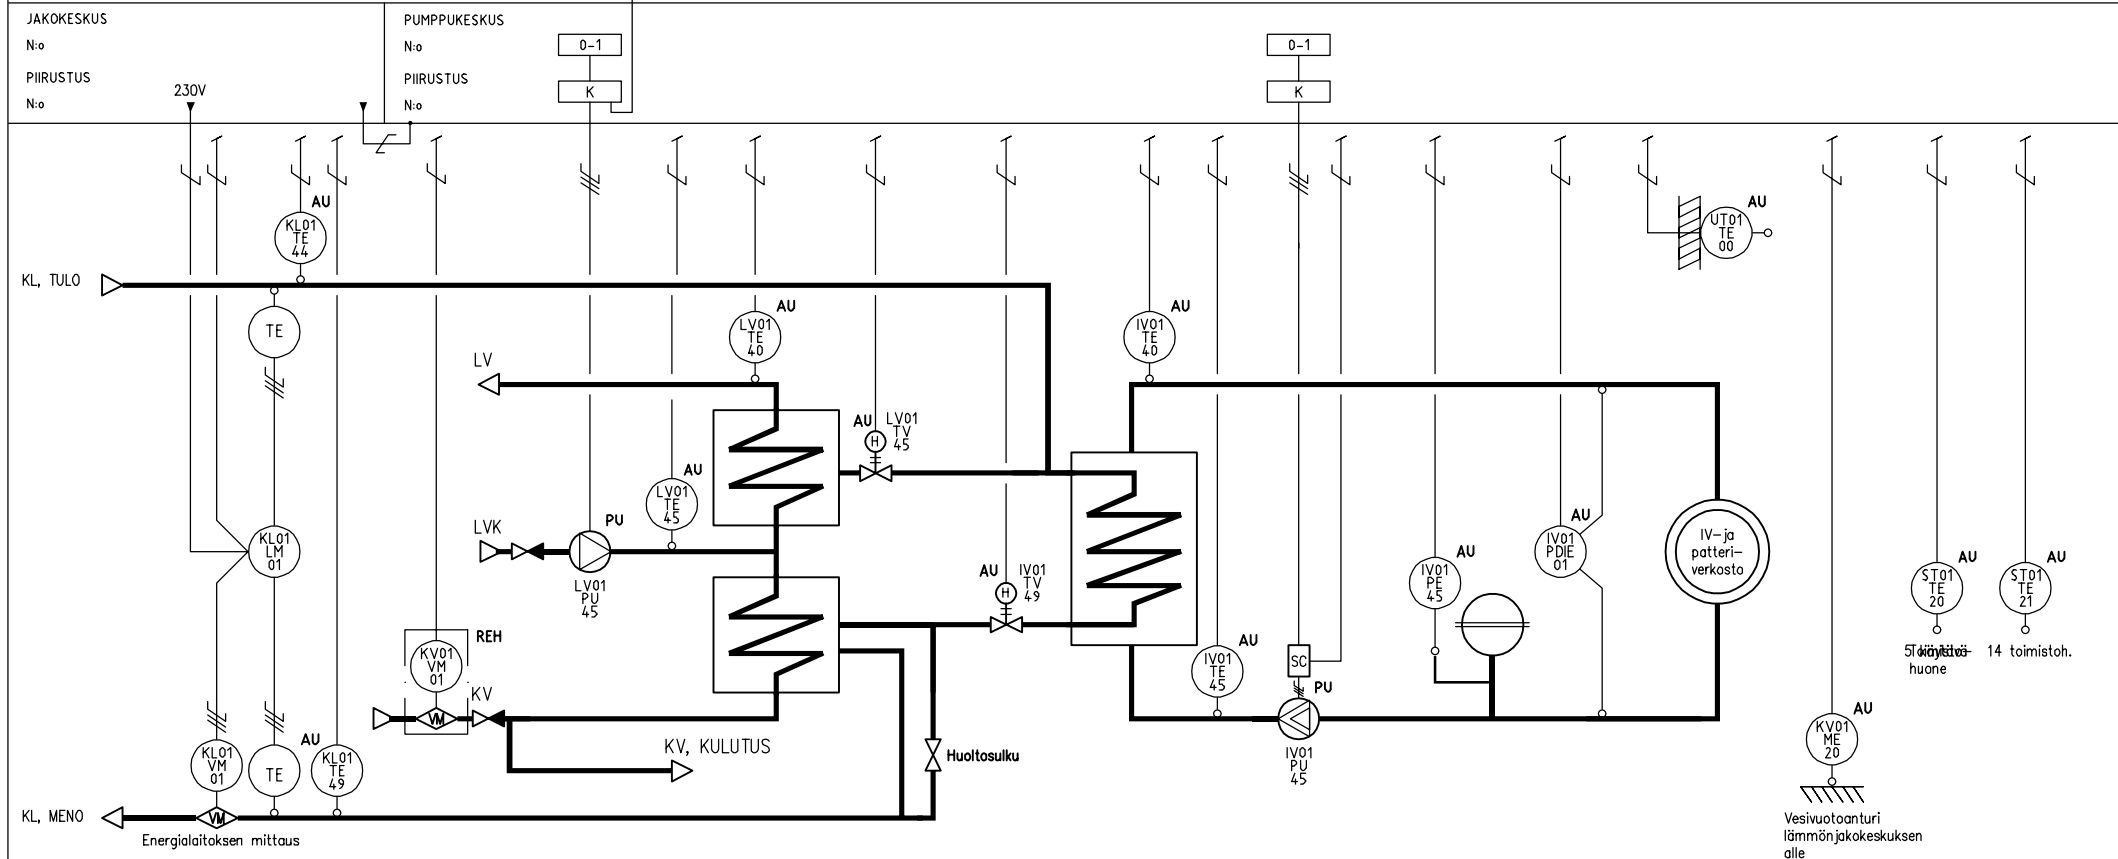 JAKOKESKUS
N:o
PIIRUSTUS
N:o
230V
PUMPPUKESKUS
N:o
PIIRUSTUS
N:o
0-1
K
0-1
K
AU
KL01
TE
44
AU
UT01
TE
00
KL, TULO
TE
AU
LV01
TE
40
AU
IV01
TE
40
LV
AU
LV01
TV
45
AU
LV01
TE
45
PU
LVK
LV01
PU
45
KL01
LM
01
AU
IV01
TV
49
H
H
AU
IV01
PE
45
AU
IV01
PDIE
01
IV-ja
patteri-
verkosto
AU
ST01
TE
20
huone
AU
ST01
TE
21
14 toimistoh.
REH
KV01
VM
01
KV
VM
AU
IV01
TE
45
SC
PU
IV01
PU
45
KL01
VM
01
TE
AU
KL01
TE
49
KV, KULUTUS
Huoltosulku
AU
KV01
ME
20
KL, MENO
VM
Energialaitoksen mittaus
Vesivuotoanturi
lämmönjakokeskuksen
alle